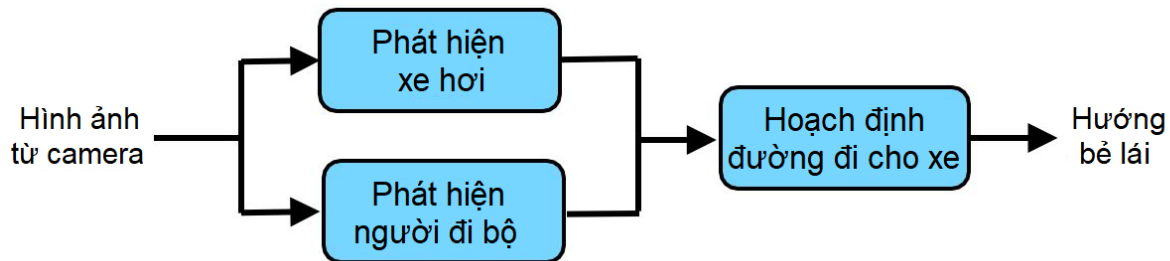 Hình ảnh
từ camera
Phát hiện
xe hơi
Phát hiện
người đi bộ
Hoạch định
đường đi cho xe
Hướng
bẻ lái